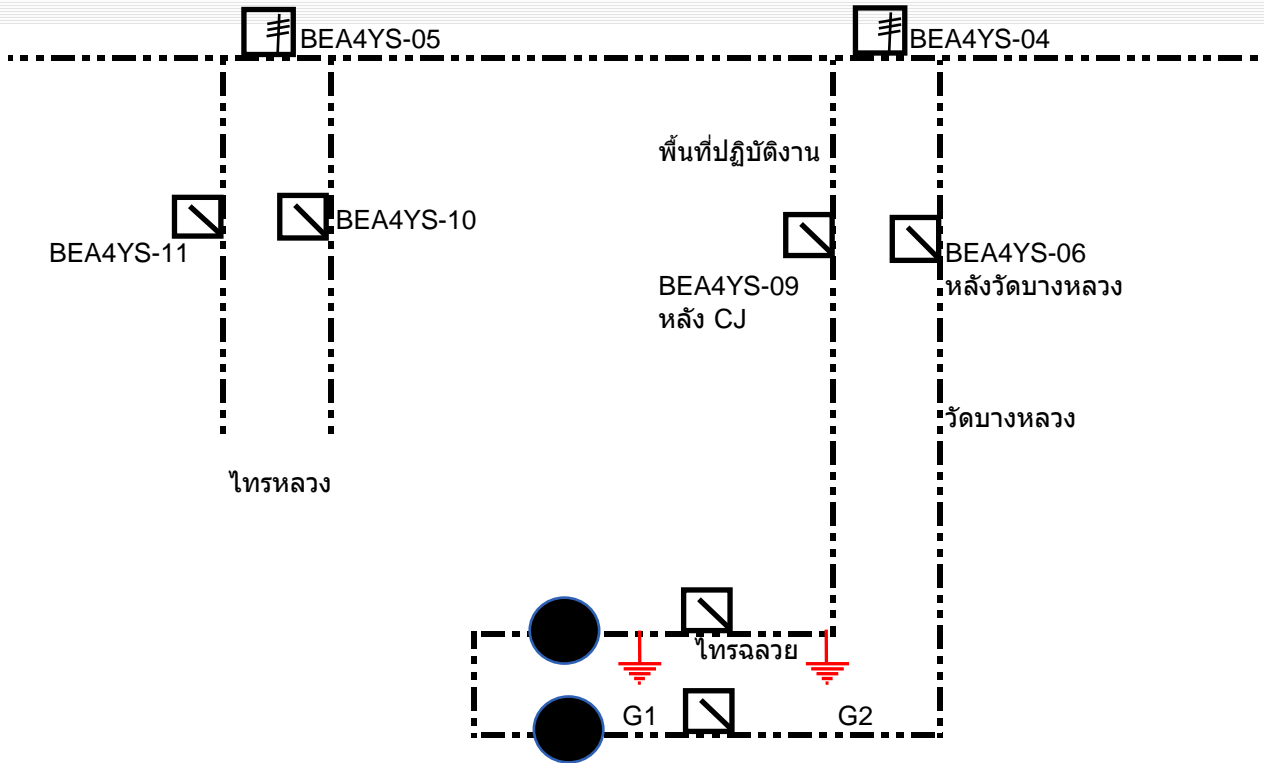 BEA4YS-05
BEA4YS-04
พื้นที่ปฏิบัติงาน
BEA4YS-11
BEA4YS-10
BEA4YS-09
หลัง CJ
BEA4YS-06
หลังวัดบางหลวง
วัดบางหลวง
ไทรหลวง
ไทรฉลวย
G1
G2